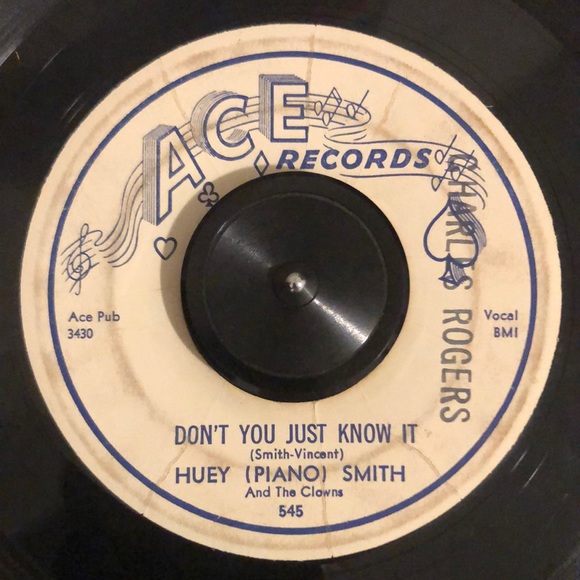 ACE
RECORDS
CHARLES ROGERS
Ace Pub
3430
Vocal
BMI
DON'T YOU JUST KNOW IT
(Smith-Vincent)
HUEY (PIANO) SMITH
And The Clowns
545